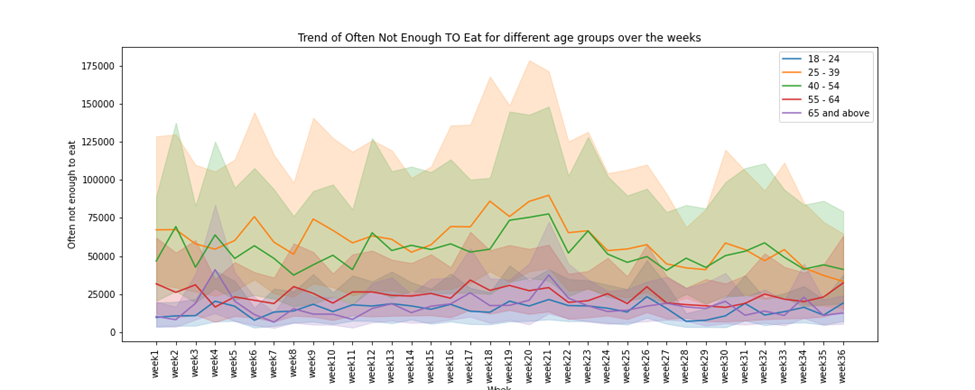 Trend of Often Not Enough TO Eat for different age groups over the weeks
18 - 24
25 - 39
40 - 54
55 - 64
65 and above
Often not enough to eat
175000
150000
125000
100000
75000
50000
25000
0
week1
week2
week3
week4
week5
week6
week7
week8
week9
week10
week11
week12
week13
week14
week15
week16
week17
week18
week19
week20
week21
week22
week23
week24
week25
week26
week27
week28
week29
week30
week31
week32
week33
week34
week35
week36
Week